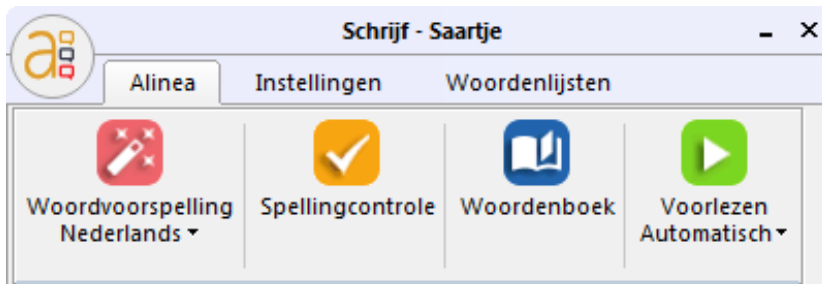 Schrijf - Saartje
Alinea Instellingen Woordenlijsten
Woordvoorspelling Nederlands
Spellingcontrole
Woordenboek
Voorlezen Automatisch